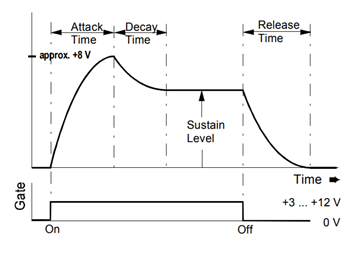 Attack
Time
Decay
Time
Release
Time
approx. +8 V
Sustain
Level
Time
Gate
+3 ... +12 V
0 V
On
Off